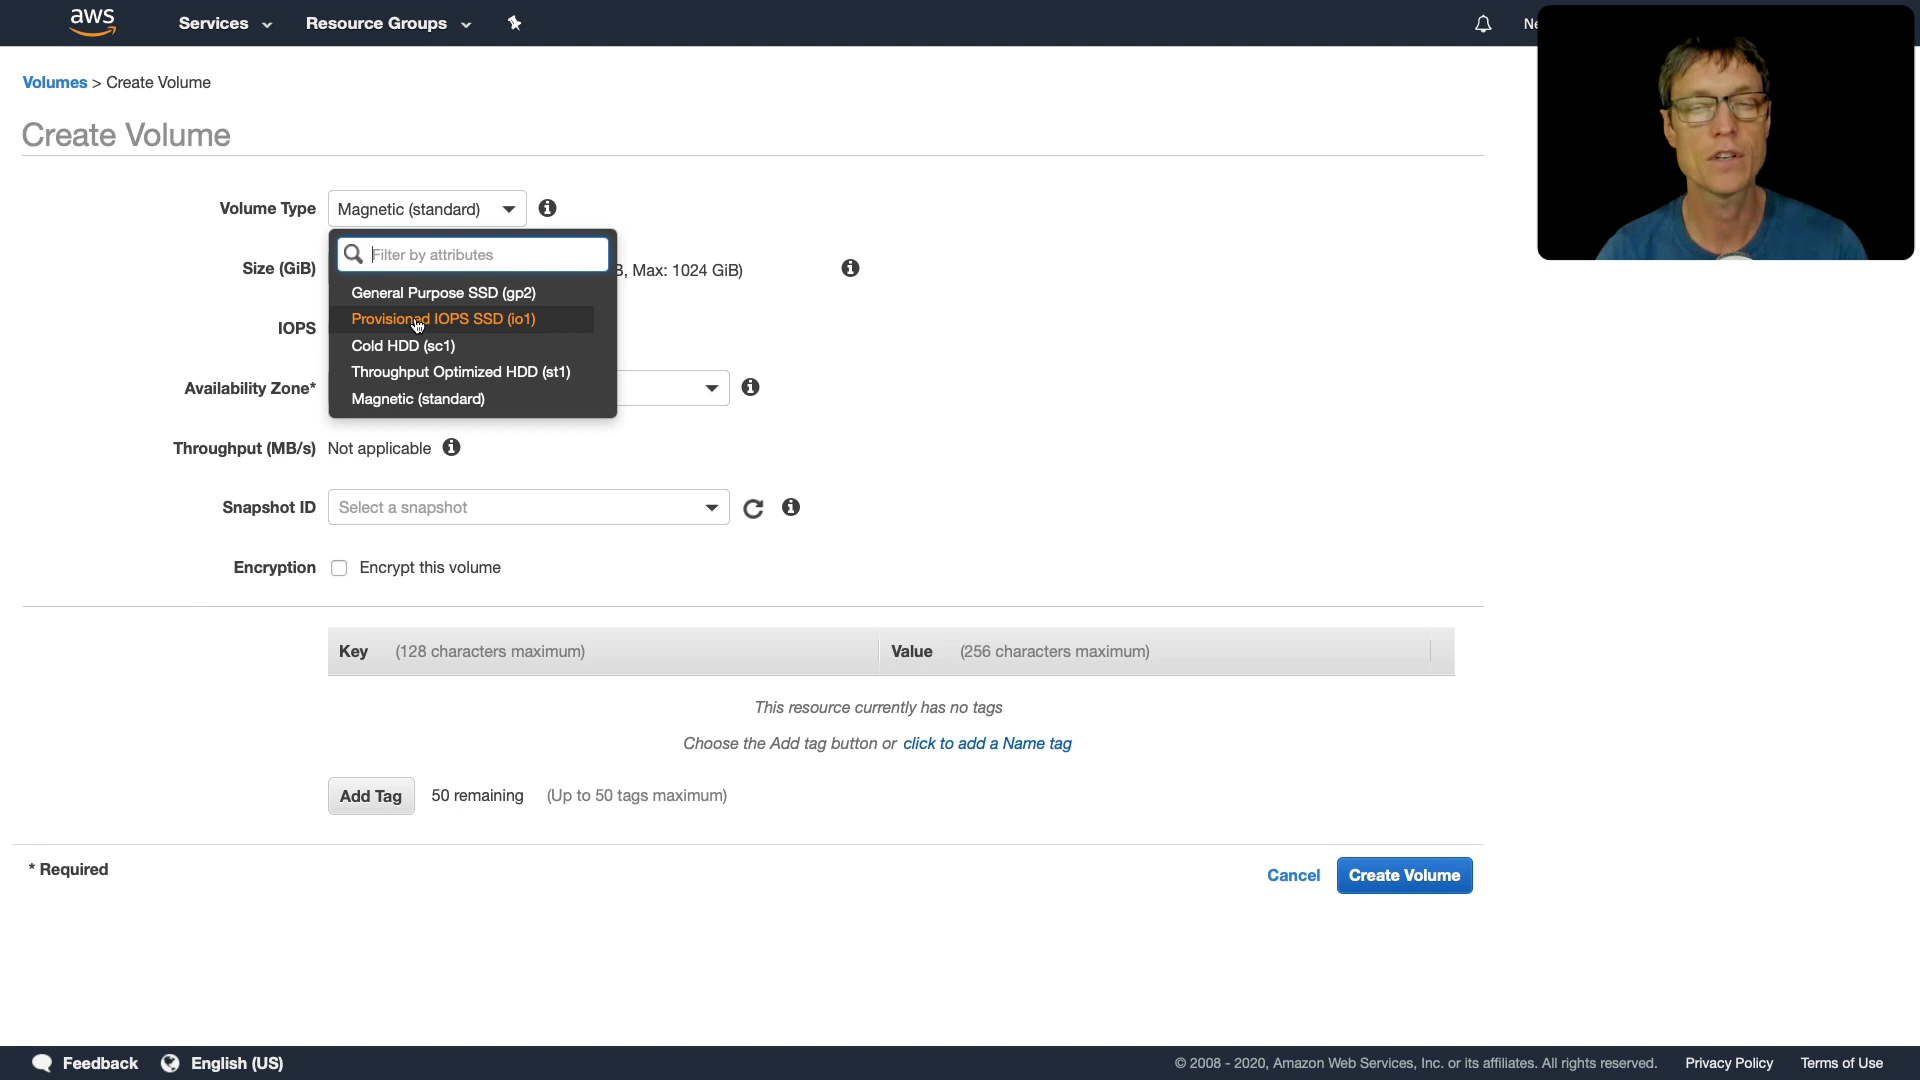 aws Services Resource Groups
Volumes > Create Volume
Create Volume
Volume Type Magnetic (standard)
Filter by attributes
Size (GiB) , Max: 1024 GiB)
General Purpose SSD (gp2)
IOPS Provisioned IOPS SSD (io1)
Cold HDD (sc1)
Throughput Optimized HDD (st1)
Availability Zone*
Magnetic (standard)
Throughput (MB/s) Not applicable
Snapshot ID Select a snapshot
Encryption Encrypt this volume
Key (128 characters maximum) Value (256 characters maximum)
This resource currently has no tags
Choose the Add tag button or click to add a Name tag
Add Tag 50 remaining (Up to 50 tags maximum)
* Required
Cancel Create Volume
Feedback English (US) © 2008 - 2020, Amazon Web Services, Inc. or its affiliates. All rights reserved. Privacy Policy Terms of Use